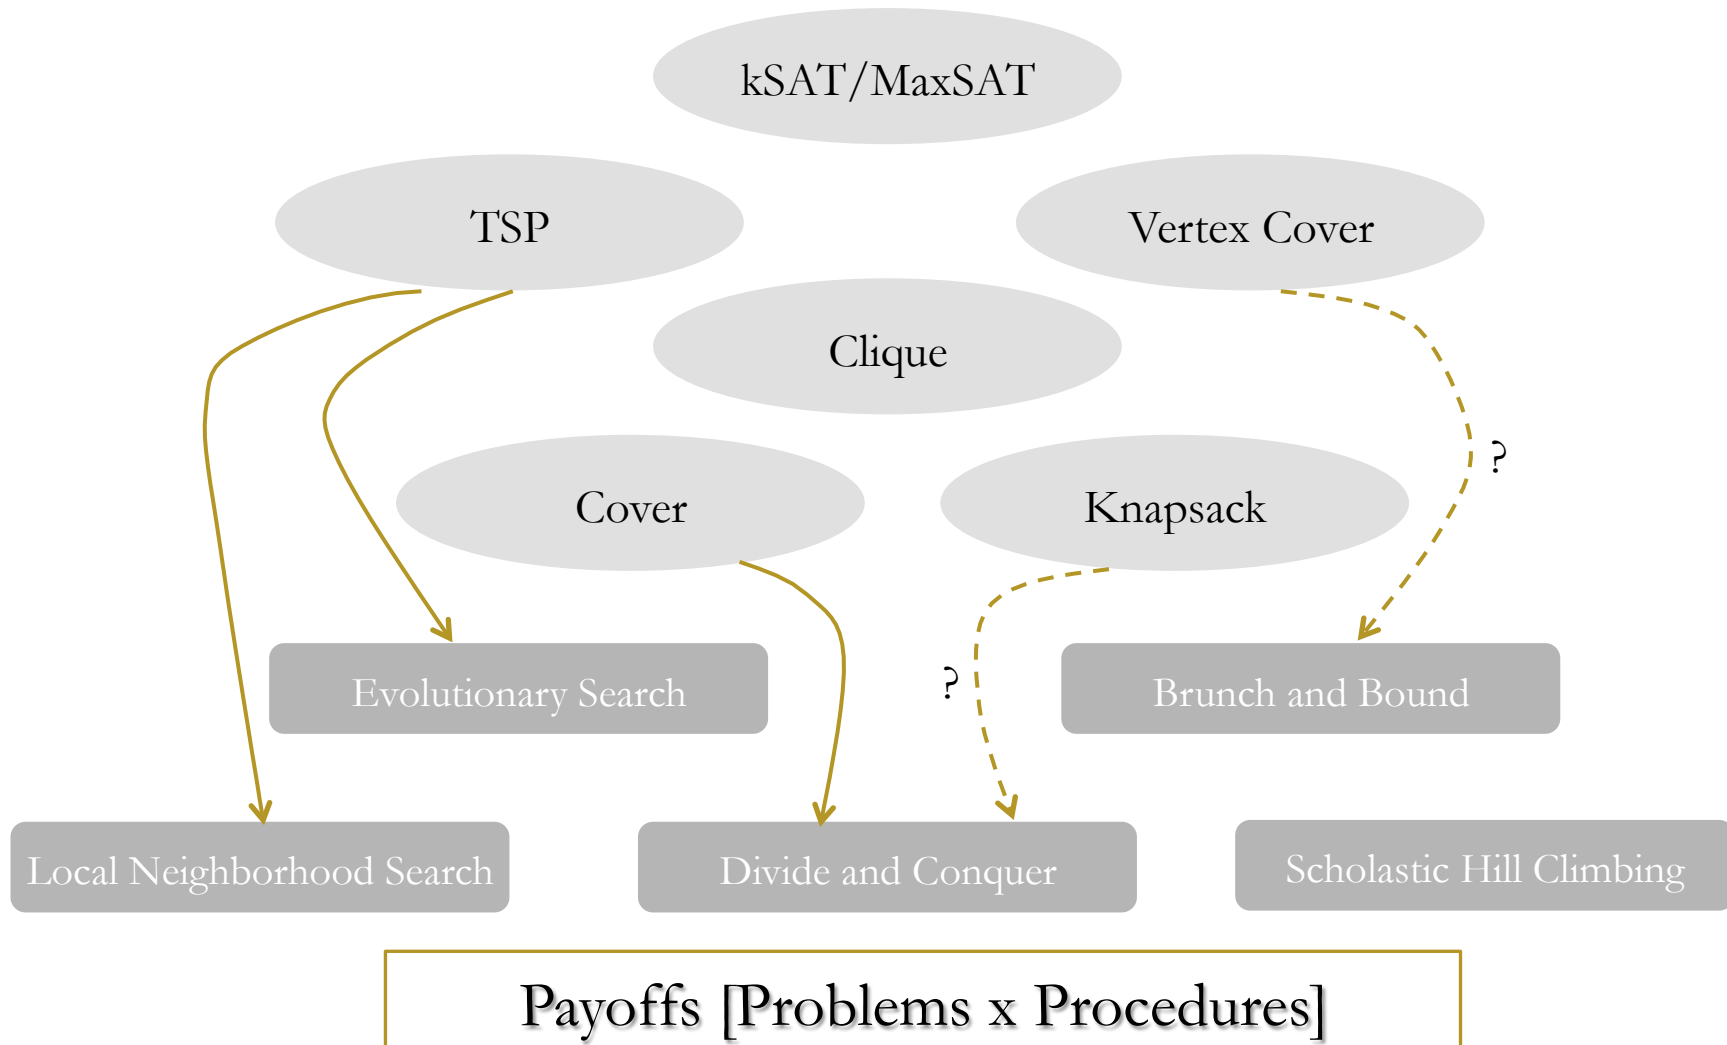 kSAT/MaxSAT
TSP
Vertex Cover
Clique
?
Cover
Knapsack
?
Evolutionary Search
Brunch and Bound
Local Neighborhood Search
Divide and Conquer
Scholastic Hill Climbing
Payoffs [Problems x Procedures]